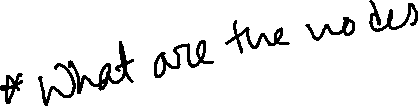 * What are the nodes